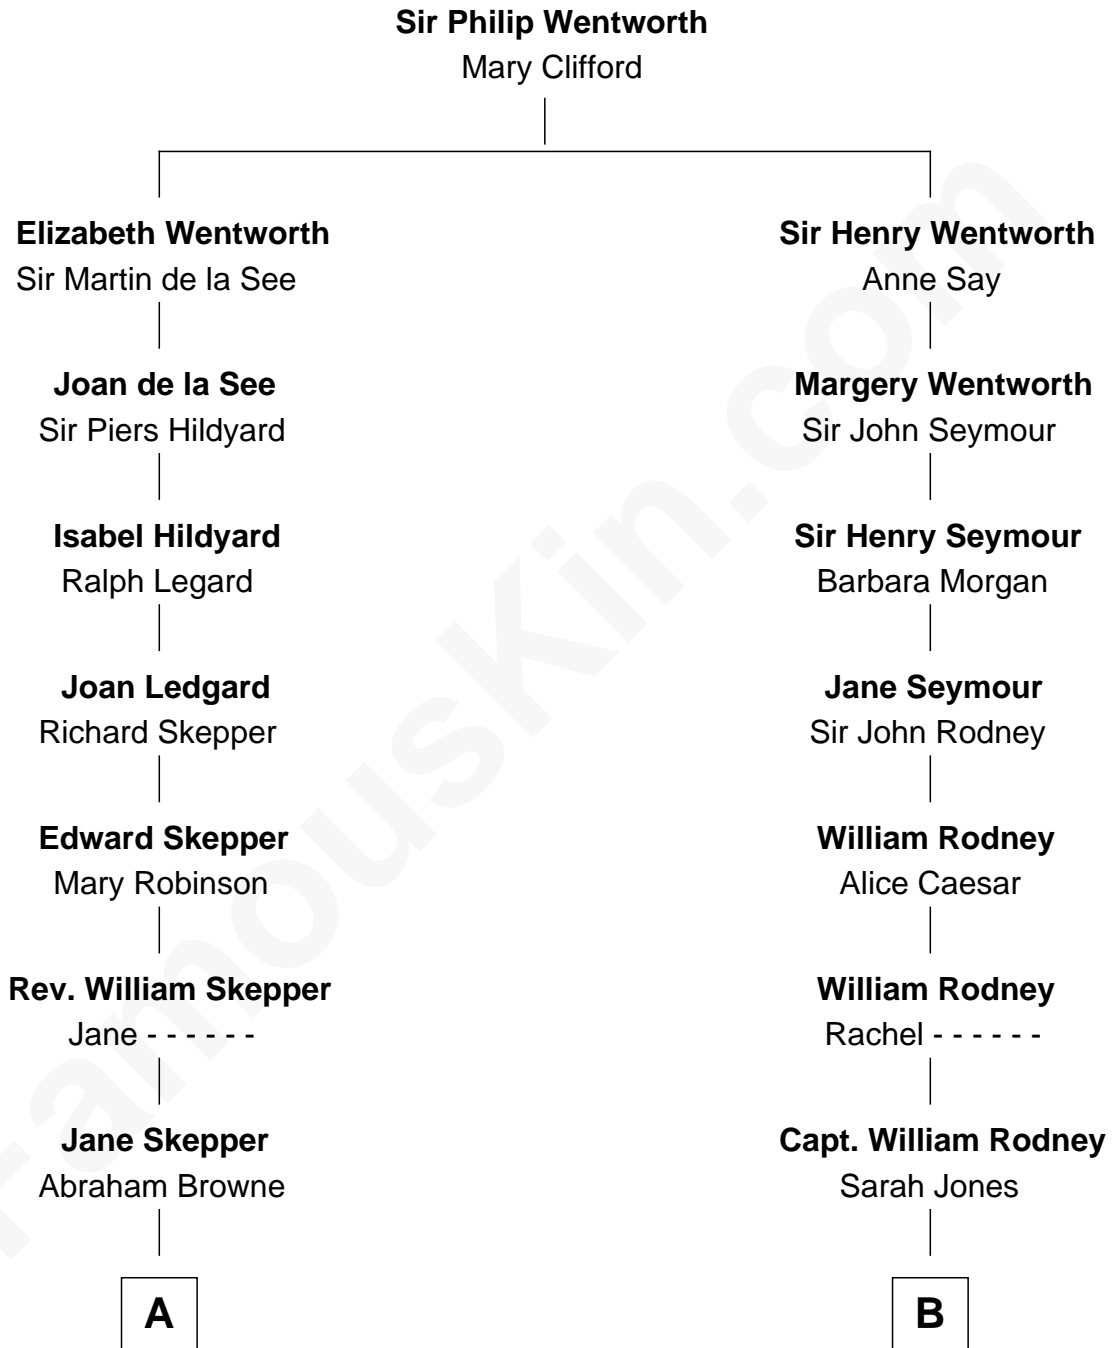 Sir Philip Wentworth
Mary Clifford
Elizabeth Wentworth
Sir Martin de la See
Sir Henry Wentworth
Anne Say
Joan de la See
Sir Piers Hildyard
Margery Wentworth
Sir John Seymour
Isabel Hildyard
Ralph Legard
Sir Henry Seymour
Barbara Morgan
Joan Ledgard
Richard Skepper
Jane Seymour
Sir John Rodney
Edward Skepper
Mary Robinson
William Rodney
Alice Caesar
Rev. William Skepper
Jane - - - - - -
William Rodney
Rachel - - - - - -
Jane Skepper
Abraham Browne
Capt. William Rodney
Sarah Jones
A
B
FamousKin.com